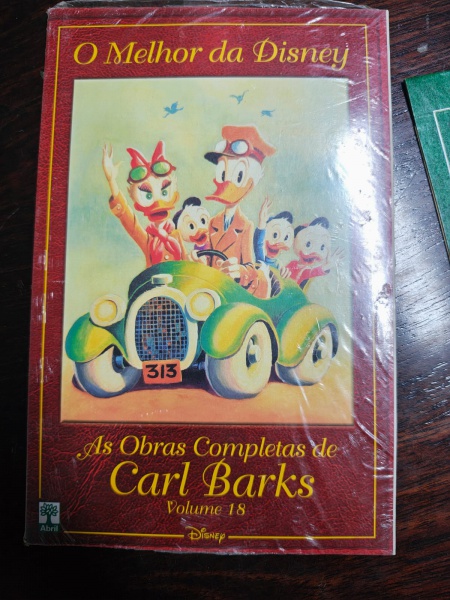 O Melhor da Disney
313
As Obras Completas de
Carl Barks
Volume 18
Abril
Disney